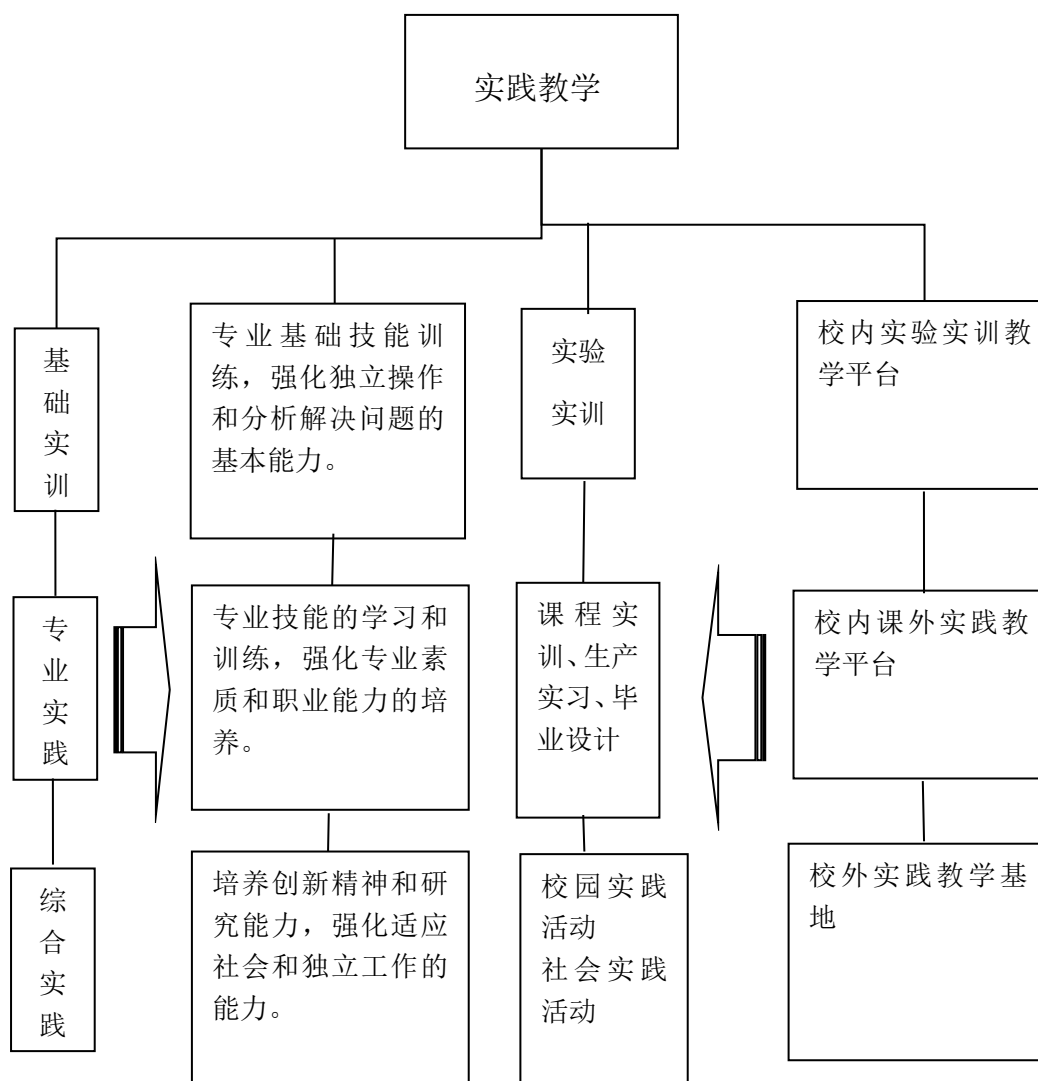 实践教学
基
础
实
训
专业基础技能训
练，强化独立操作
和分析解决问题的
基本能力。
实验
实训
校内实验实训教
学平台
专
业
实
践
专业技能的学习和
训练，强化专业素
质和职业能力的培
养。
课程实
训、生产
实习、毕
业设计
校内课外实践教
学平台
综
合
实
践
培养创新精神和研
究能力，强化适应
社会和独立工作的
能力。
校园实践
活动
社会实践
活动
校外实践教学基
地